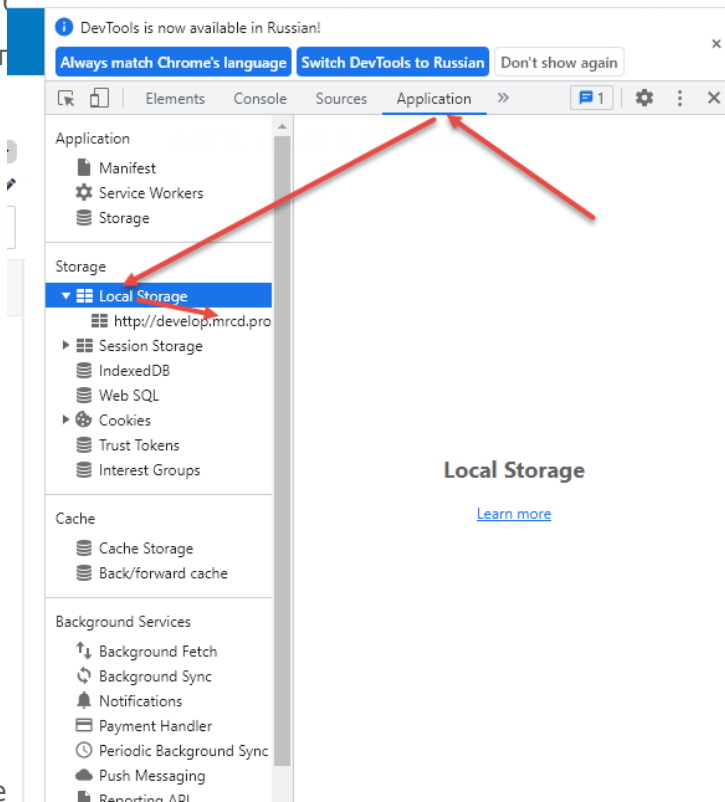 DevTools is now available in Russian!
Always match Chrome's language Switch DevTools to Russian Don't show again
Elements Console Sources Application 1
Application
Manifest
Service Workers
Storage
Storage
Local Storage
http://develop.mrcd.pro
Session Storage
IndexedDB
Web SQL
Cookies
Trust Tokens
Interest Groups
Local Storage
Learn more
Cache
Cache Storage
Back/forward cache
Background Services
Background Fetch
Background Sync
Notifications
Payment Handler
Periodic Background Sync
Push Messaging
Reporting API